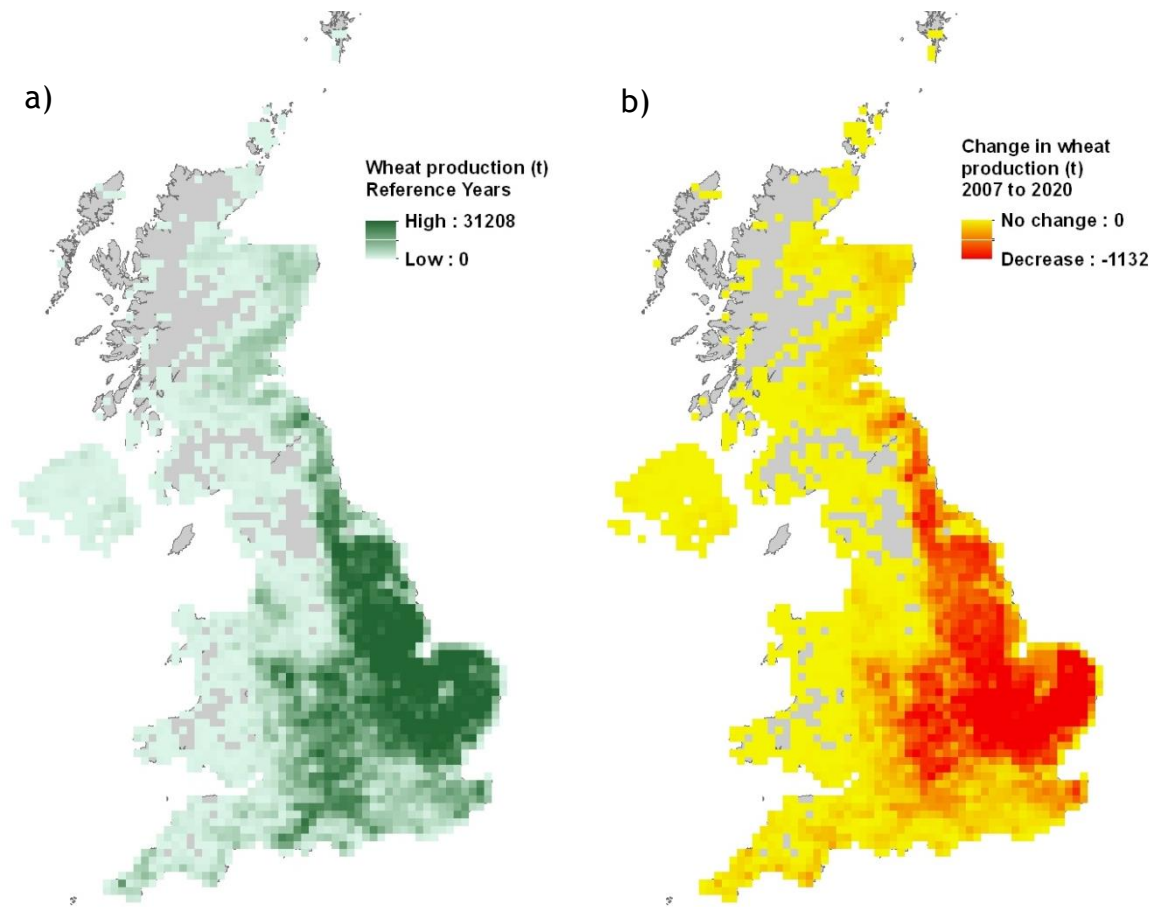 a)
Wheat production (t)
Reference Years
High : 31208
Low : 0
b)
Change in wheat
production (t)
2007 to 2020
No change : 0
Decrease : -1132